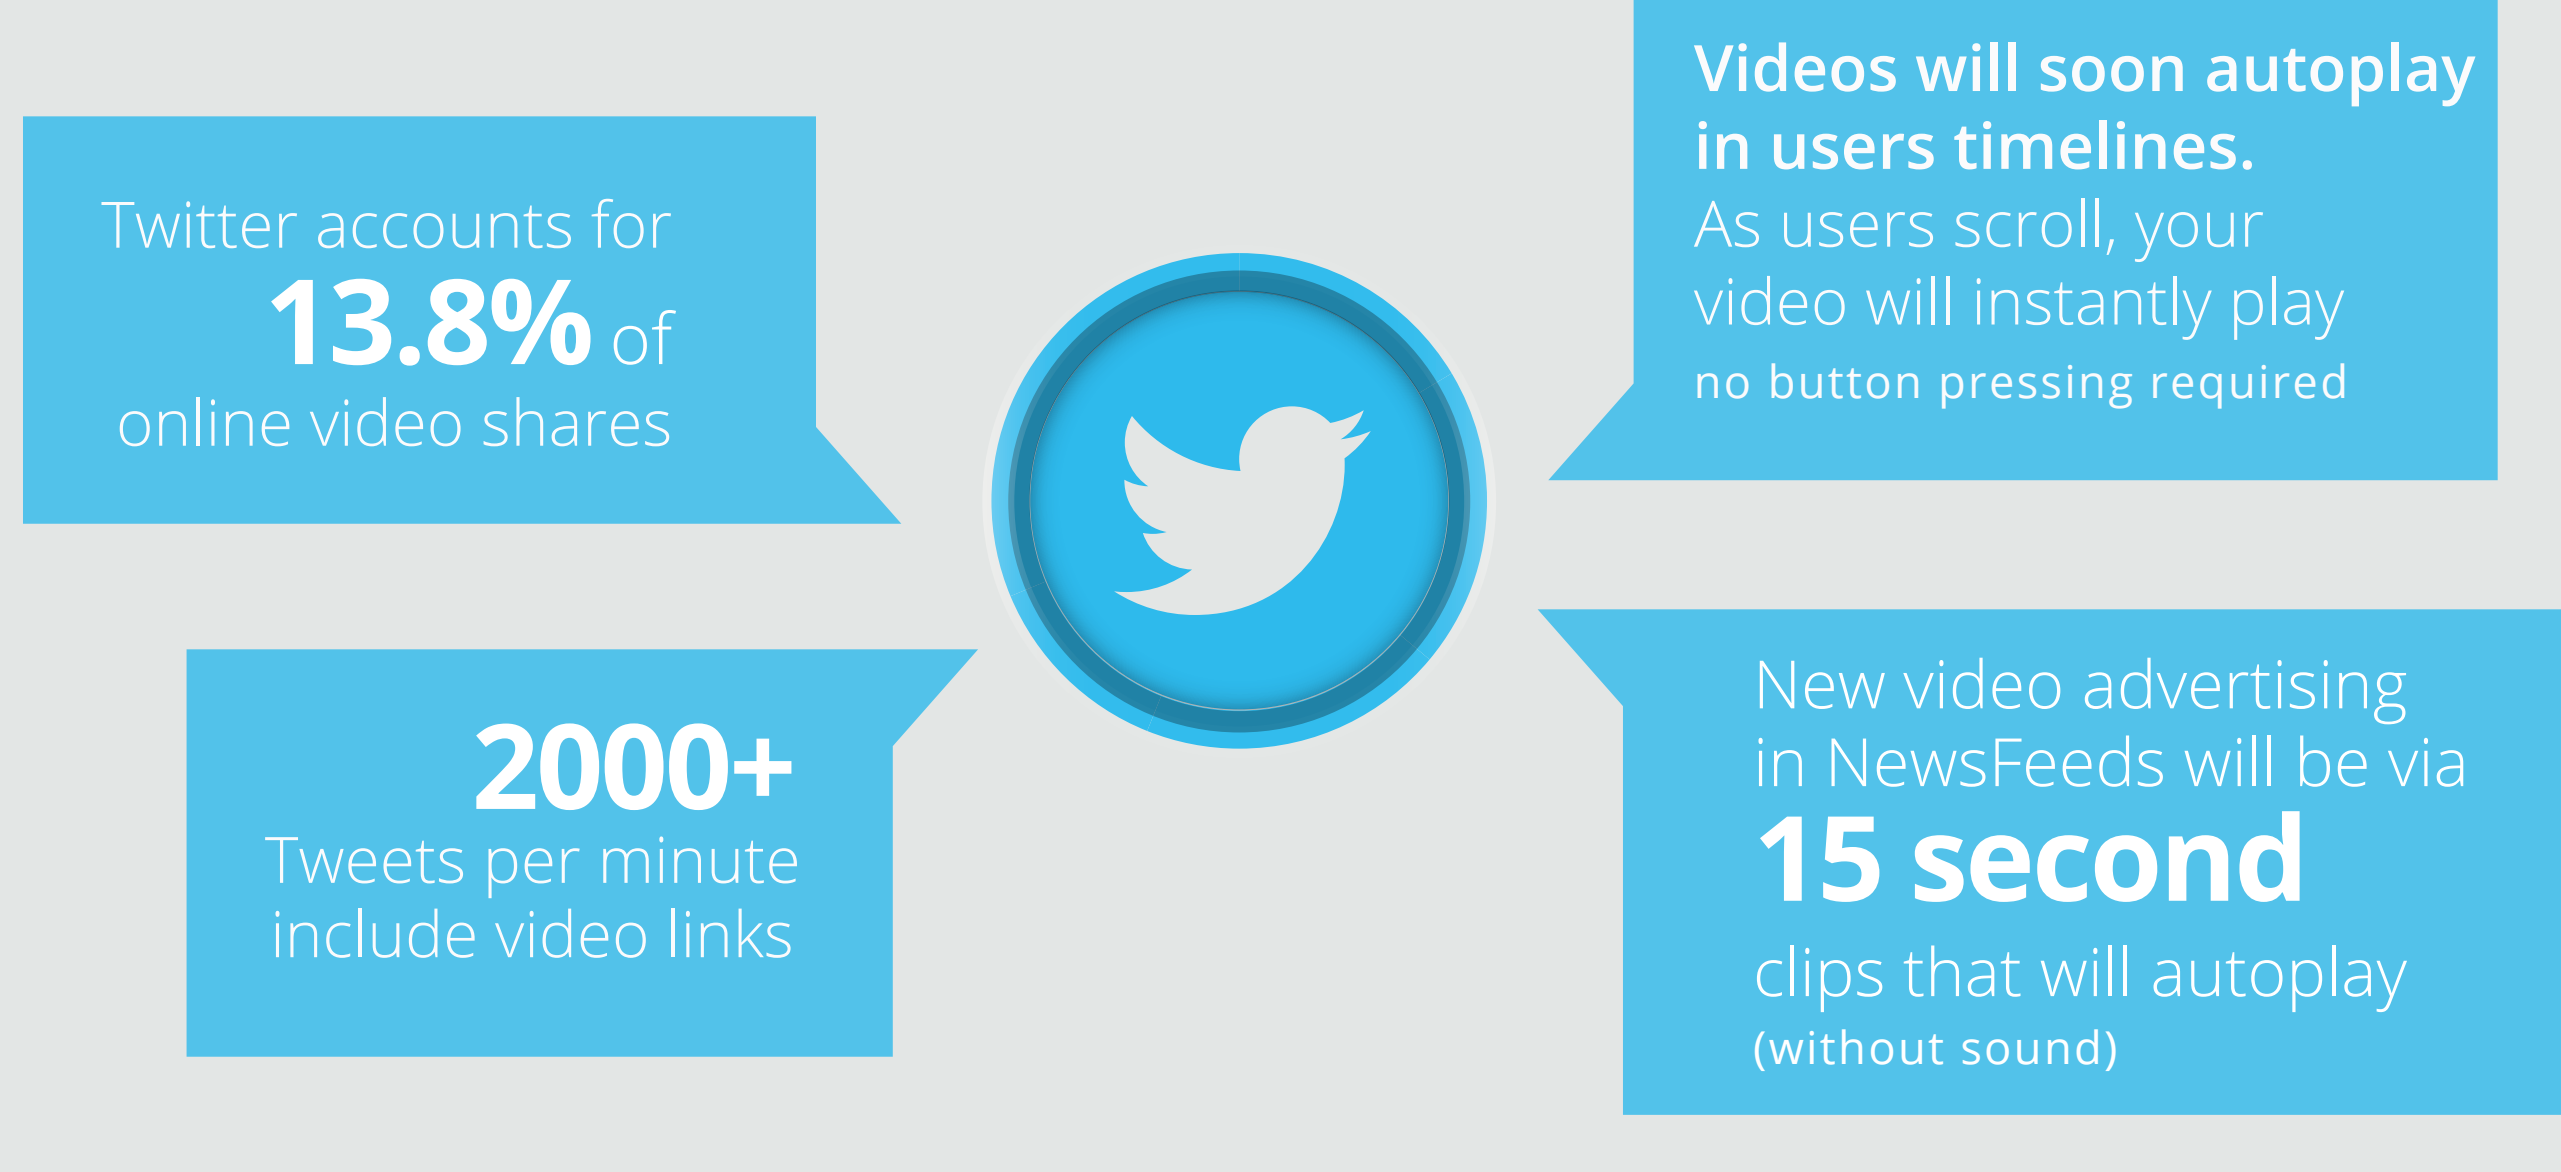 Twitter accounts for
13.8% of
online video shares
2000+
Tweets per minute
include video links
Videos will soon autoplay
in users timelines.
As users scroll, your
video will instantly play
no button pressing required
New video advertising
in NewsFeeds will be via
15 second
clips that will autoplay
(without sound)